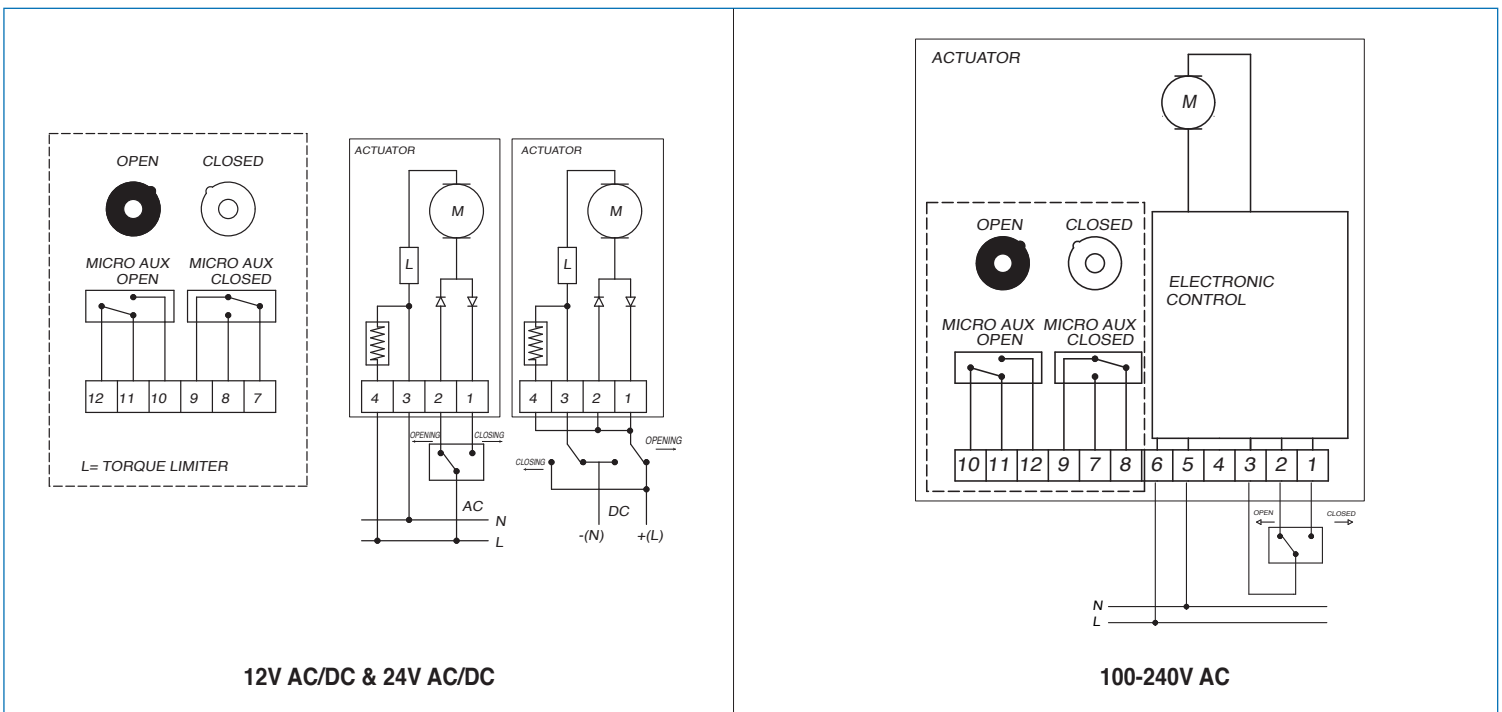 OPEN CLOSED
MICRO AUX MICRO AUX
OPEN CLOSED
12 11 10 9 8 7
L= TORQUE LIMITER
ACTUATOR
M
L
4 3 2 1
OPENING CLOSING
AC
N
L
ACTUATOR
M
L
4 3 2 1
OPENING
CLOSING
DC
-(N) +(L)
12V AC/DC & 24V AC/DC
ACTUATOR
M
OPEN CLOSED
ELECTRONIC
CONTROL
MICRO AUX MICRO AUX
OPEN CLOSED
10 11 12 9 7 8 6 5 4 3 2 1
OPEN CLOSED
N
L
100-240V AC